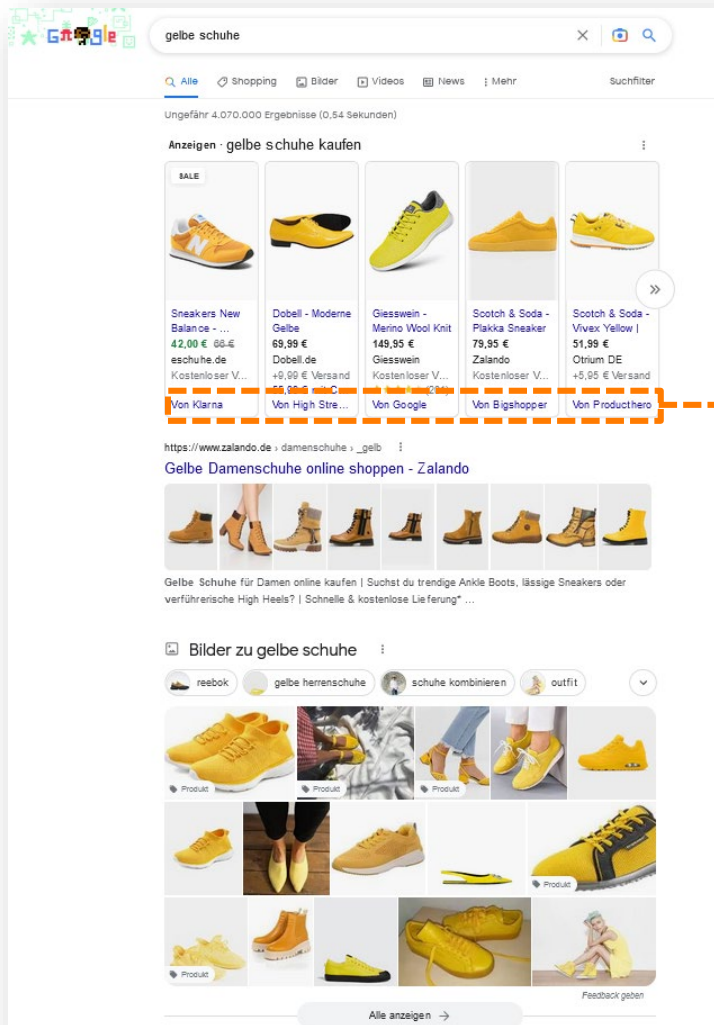 Google
gelbe schuhe
Alle Shopping Bilder Videos News Mehr Suchfilter
Ungefähr 4.070.000 Ergebnisse (0,54 Sekunden)
Anzeigen · gelbe schuhe kaufen
SALE
Sneakers New
Balance - ...
42,00 € 66 €
eschuhe.de
Kostenloser V...
Von Klarna
Dobell - Moderne
Gelbe
69,99 €
Dobell.de
+9,99 € Versand
Von High Stre...
Giesswein -
Merino Wool Knit
149,95 €
Giesswein
Kostenloser V...
Von Google
Scotch & Soda -
Plakka Sneaker
79,95 €
Zalando
Kostenloser V...
Von Bigshopper
Scotch & Soda -
Vivex Yellow |
51,99 €
Otrium DE
+5,95 € Versand
Von Producthero
https://www.zalando.de › damenschuhe › _gelb
Gelbe Damenschuhe online shoppen - Zalando
Gelbe Schuhe für Damen online kaufen | Suchst du trendige Ankle Boots, lässige Sneakers oder
verführerische High Heels? | Schnelle & kostenlose Lieferung* ...
Bilder zu gelbe schuhe
reebok gelbe herrenschuhe schuhe kombinieren outfit
Produkt Produkt Produkt
Produkt
Produkt
Feedback geben
Alle anzeigen →